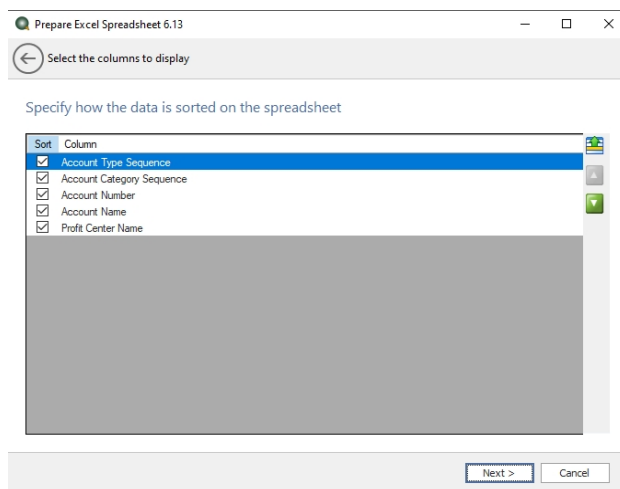 Prepare Excel Spreadsheet 6.13
Select the columns to display
Specify how the data is sorted on the spreadsheet
Sort Column
Account Type Sequence
Account Category Sequence
Account Number
Account Name
Profit Center Name
Next > Cancel